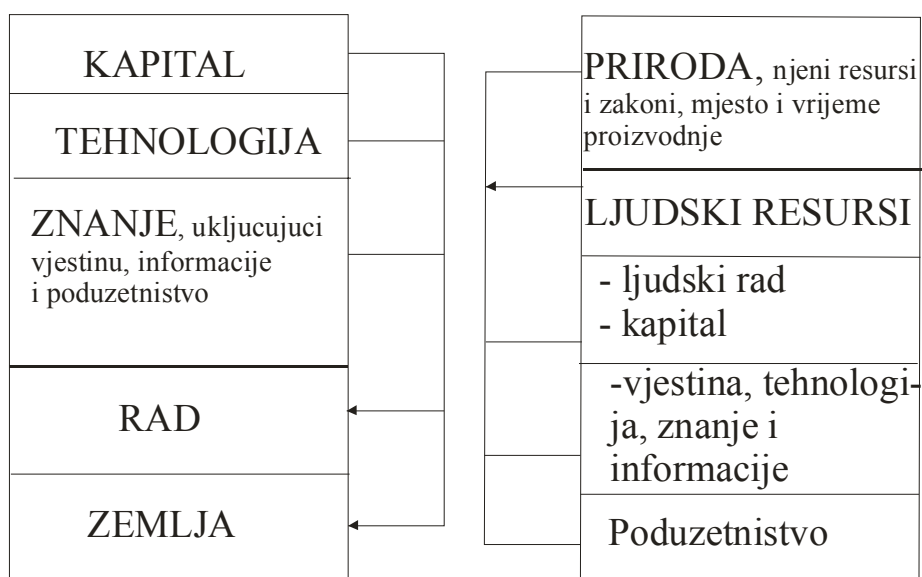 KAPITAL
TEHNOLOGIJA
ZNANJE, ukljucujuci
vjestinu, informacije
i poduzetnistvo
RAD
ZEMLJA
PRIRODA, njeni resursi
i zakoni, mjesto i vrijeme
proizvodnje
LJUDSKI RESURSI
- ljudski rad
- kapital
-vjestina, tehnologi-
ja, znanje i
informacije
Poduzetnistvo